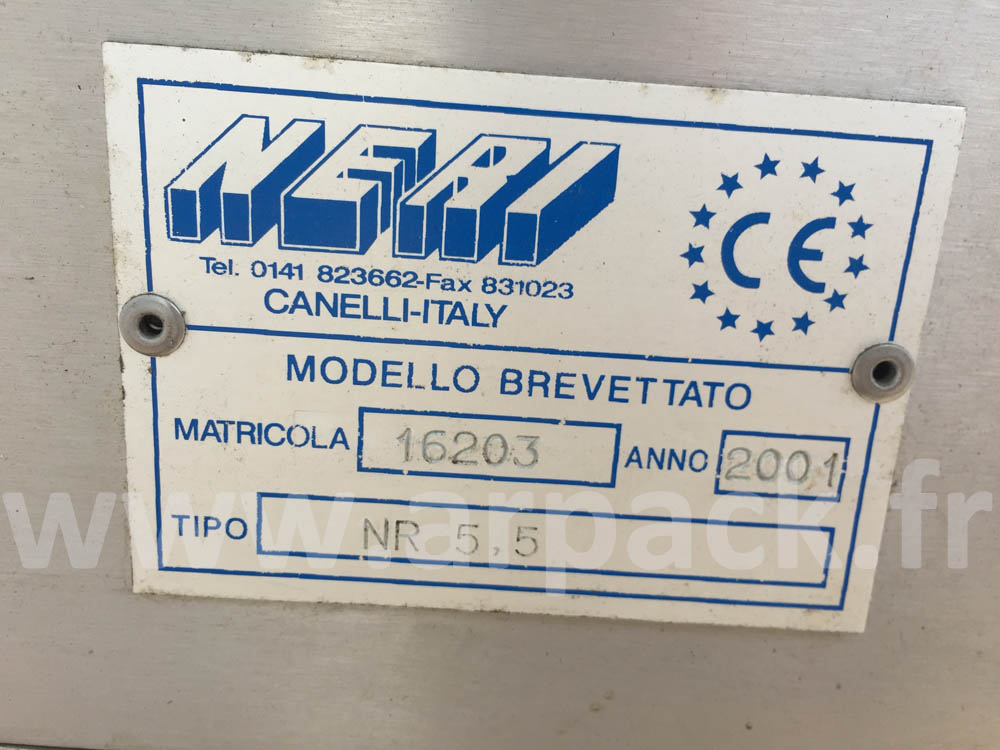 NERI
CE
Tel. 0141 823662-Fax 831023
CANELLI-ITALY
MODELLO BREVETTATO
MATRICOLA 16203 ANNO 2001
TIPO NR 5,5
www.arpack.fr